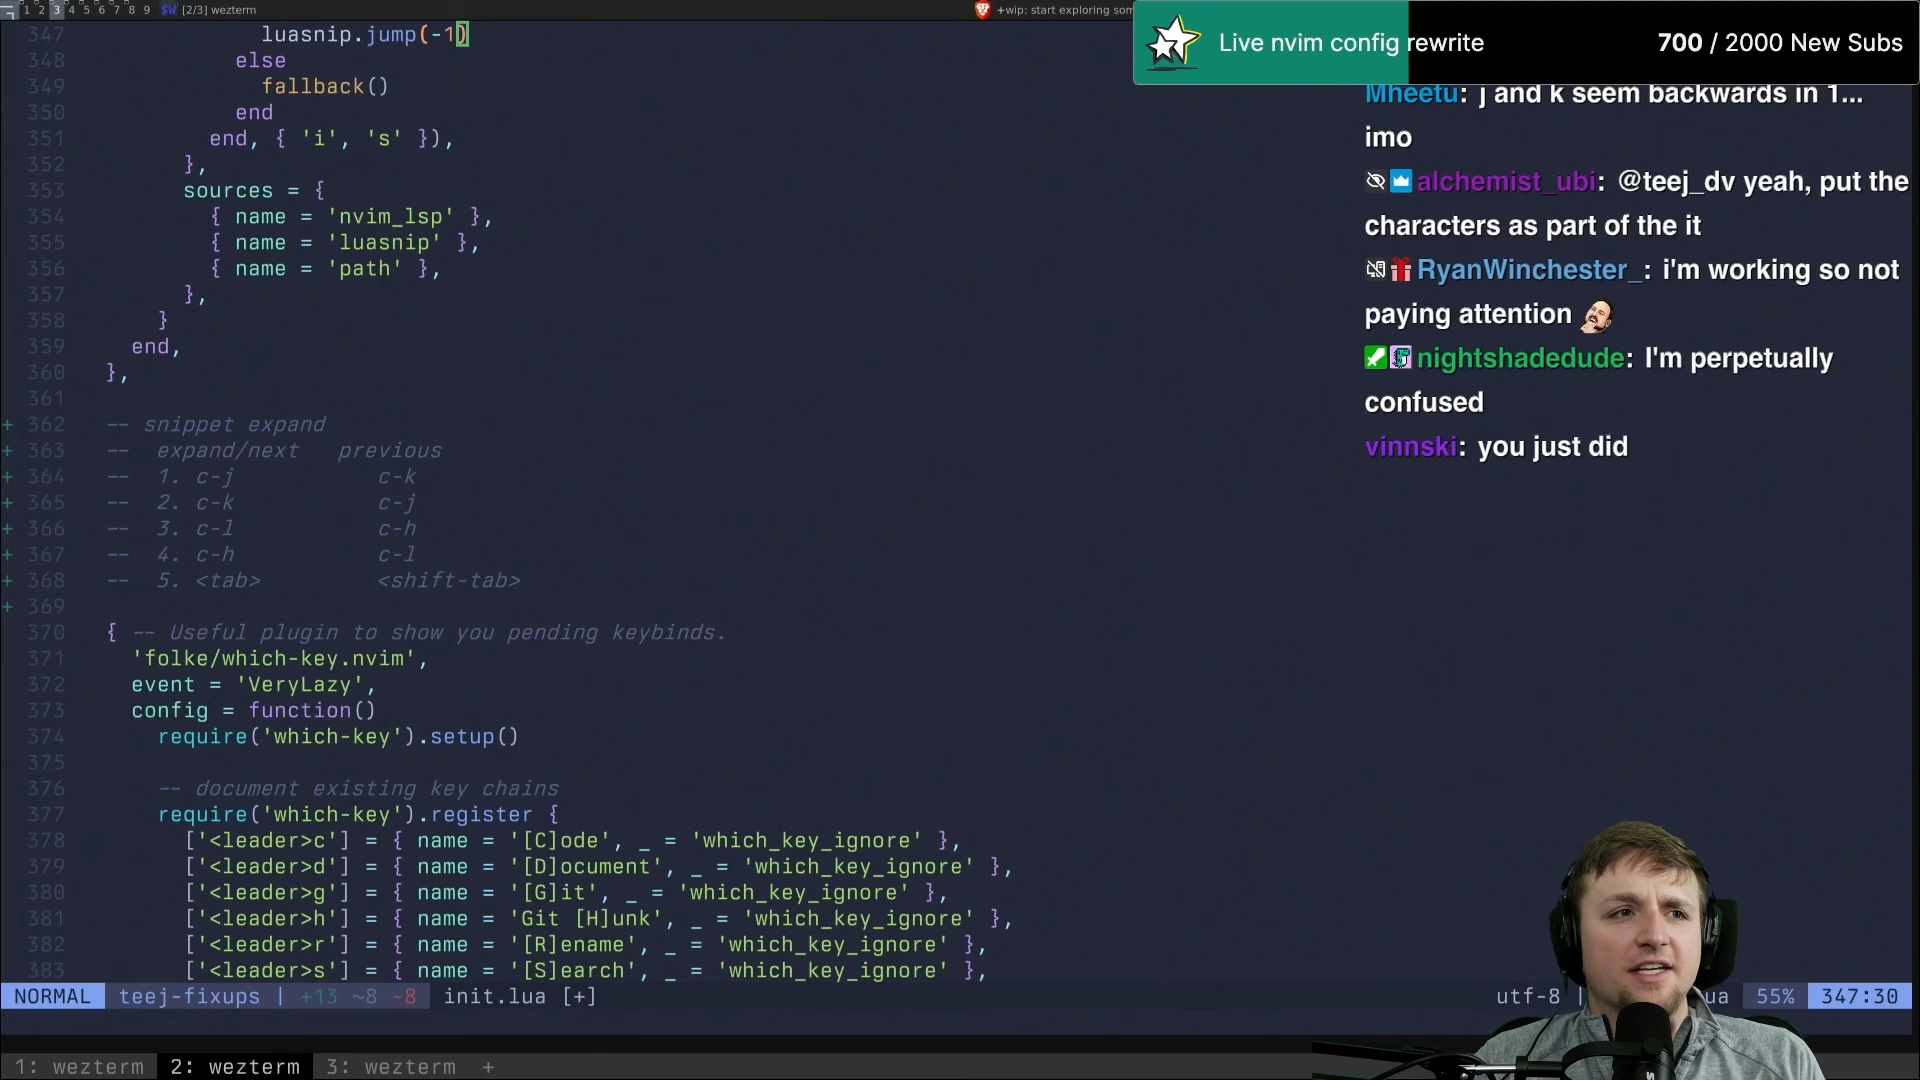 1 2 3 4 5 6 7 8 9 $W [2/3] wezterm
+wip: start exploring som
Live nvim config rewrite 700 / 2000 New Subs
347 luasnip.jump(-1)
348 else
349 fallback()
350 end
351 end, { 'i', 's' }),
352 },
353 sources = {
354 { name = 'nvim_lsp' },
355 { name = 'luasnip' },
356 { name = 'path' },
357 },
358 }
359 end,
360 },
361
+ 362 -- snippet expand
+ 363 -- expand/next previous
+ 364 -- 1. c-j c-k
+ 365 -- 2. c-k c-j
+ 366 -- 3. c-l c-h
+ 367 -- 4. c-h c-l
+ 368 -- 5. <tab> <shift-tab>
+ 369
370 { -- Useful plugin to show you pending keybinds.
371 'folke/which-key.nvim',
372 event = 'VeryLazy',
373 config = function()
374 require('which-key').setup()
375
376 -- document existing key chains
377 require('which-key').register {
378 ['<leader>c'] = { name = '[C]ode', _ = 'which_key_ignore' },
379 ['<leader>d'] = { name = '[D]ocument', _ = 'which_key_ignore' },
380 ['<leader>g'] = { name = '[G]it', _ = 'which_key_ignore' },
381 ['<leader>h'] = { name = 'Git [H]unk', _ = 'which_key_ignore' },
382 ['<leader>r'] = { name = '[R]ename', _ = 'which_key_ignore' },
383 ['<leader>s'] = { name = '[S]earch', _ = 'which_key_ignore' },
Mheetu: j and k seem backwards in 1...
imo
alchemist_ubi: @teej_dv yeah, put the
characters as part of the it
RyanWinchester_: i'm working so not
paying attention
nightshadedude: I'm perpetually
confused
vinnski: you just did
NORMAL teej-fixups | +13 ~8 -8 init.lua [+] utf-8 | ua 55% 347:30
1: wezterm 2: wezterm 3: wezterm +